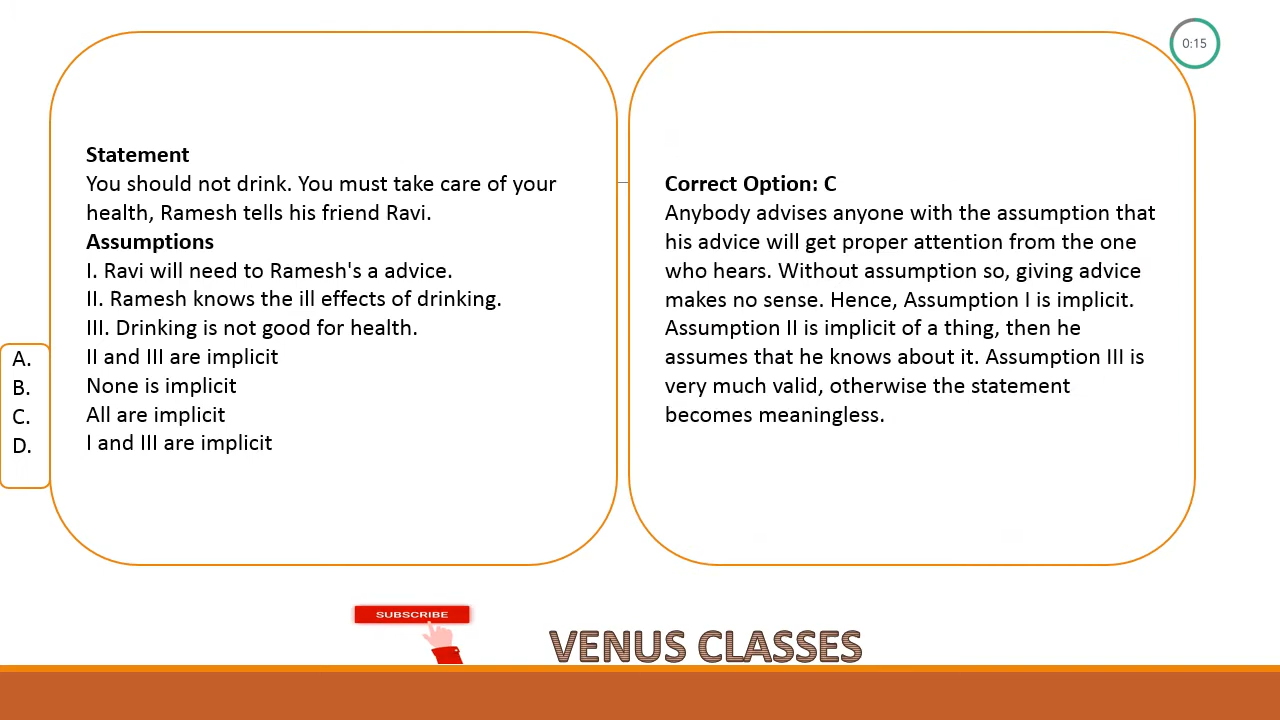 0:15
Statement
You should not drink. You must take care of your
health, Ramesh tells his friend Ravi.
Assumptions
I. Ravi will need to Ramesh's a advice.
II. Ramesh knows the ill effects of drinking.
III. Drinking is not good for health.
A. II and III are implicit
B. None is implicit
C. All are implicit
D. I and III are implicit
Correct Option: C
Anybody advises anyone with the assumption that
his advice will get proper attention from the one
who hears. Without assumption so, giving advice
makes no sense. Hence, Assumption I is implicit.
Assumption II is implicit of a thing, then he
assumes that he knows about it. Assumption III is
very much valid, otherwise the statement
becomes meaningless.
SUBSCRIBE
VENUS CLASSES